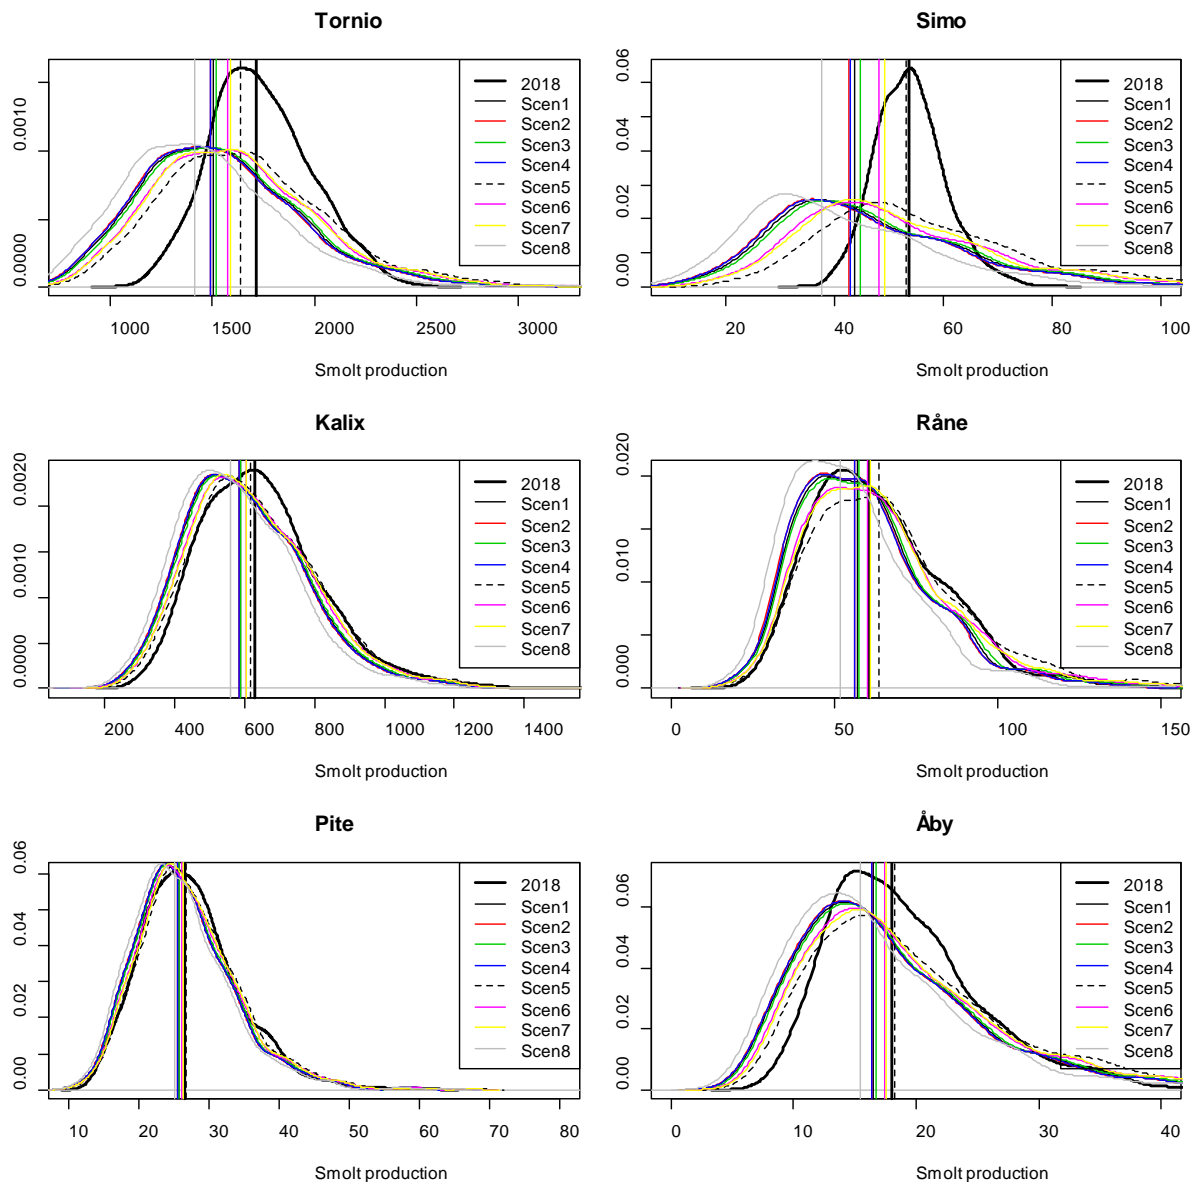 Tornio
0.0000 0.0010
2018
Scen1
Scen2
Scen3
Scen4
Scen5
Scen6
Scen7
Scen8
1000 1500 2000 2500 3000
Smolt production
Simo
0.00 0.02 0.04 0.06
2018
Scen1
Scen2
Scen3
Scen4
Scen5
Scen6
Scen7
Scen8
20 40 60 80 100
Smolt production
Kalix
0.0000 0.0010 0.0020
2018
Scen1
Scen2
Scen3
Scen4
Scen5
Scen6
Scen7
Scen8
200 400 600 800 1000 1200 1400
Smolt production
Råne
0.000 0.010 0.020
2018
Scen1
Scen2
Scen3
Scen4
Scen5
Scen6
Scen7
Scen8
0 50 100 150
Smolt production
Pite
0.00 0.02 0.04 0.06
2018
Scen1
Scen2
Scen3
Scen4
Scen5
Scen6
Scen7
Scen8
10 20 30 40 50 60 70 80
Smolt production
Åby
0.00 0.02 0.04 0.06
2018
Scen1
Scen2
Scen3
Scen4
Scen5
Scen6
Scen7
Scen8
0 10 20 30 40
Smolt production